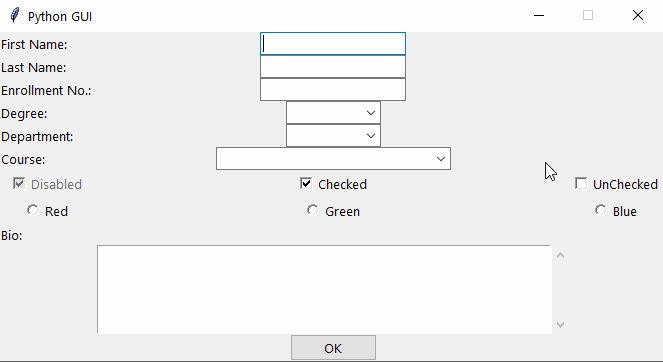 Python GUI
First Name:
Last Name:
Enrollment No.:
Degree:
Department:
Course:
Disabled Checked UnChecked
Red Green Blue
Bio:
OK